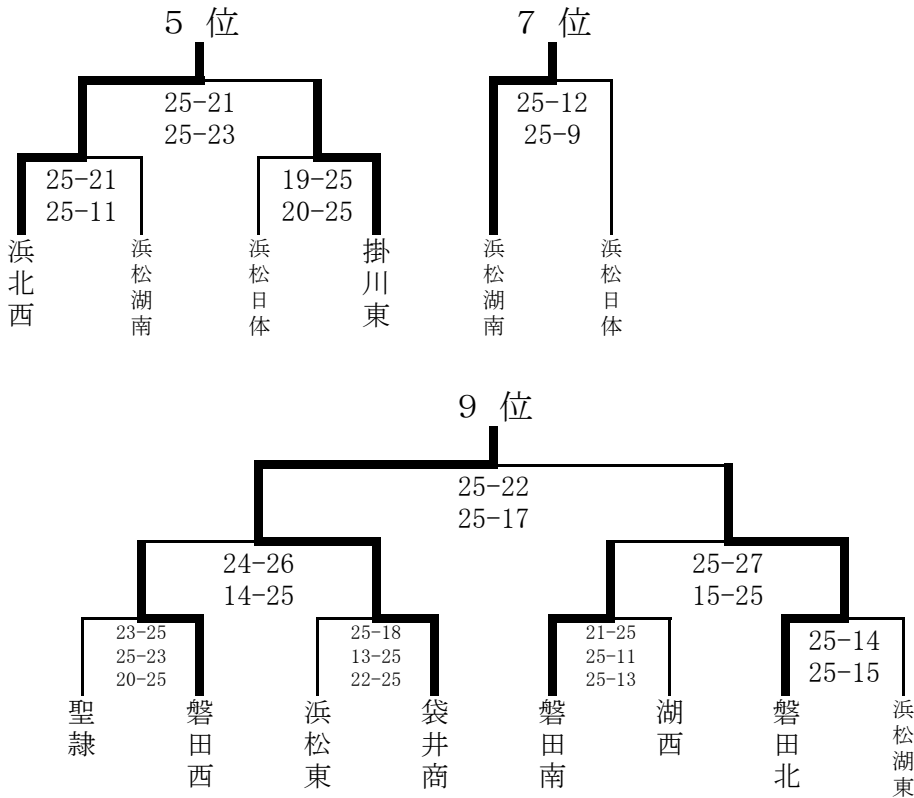 ５ 位
７ 位
25-21
25-23
25-12
25-9
25-21
25-11
19-25
20-25
浜北西
浜松湖南
浜松日体
掛川東
浜松湖南
浜松日体
９ 位
25-22
25-17
24-26
14-25
25-27
15-25
23-25
25-23
20-25
25-18
13-25
22-25
21-25
25-11
25-13
25-14
25-15
聖隷
磐田西
浜松東
袋井商
磐田南
湖西
磐田北
浜松湖東